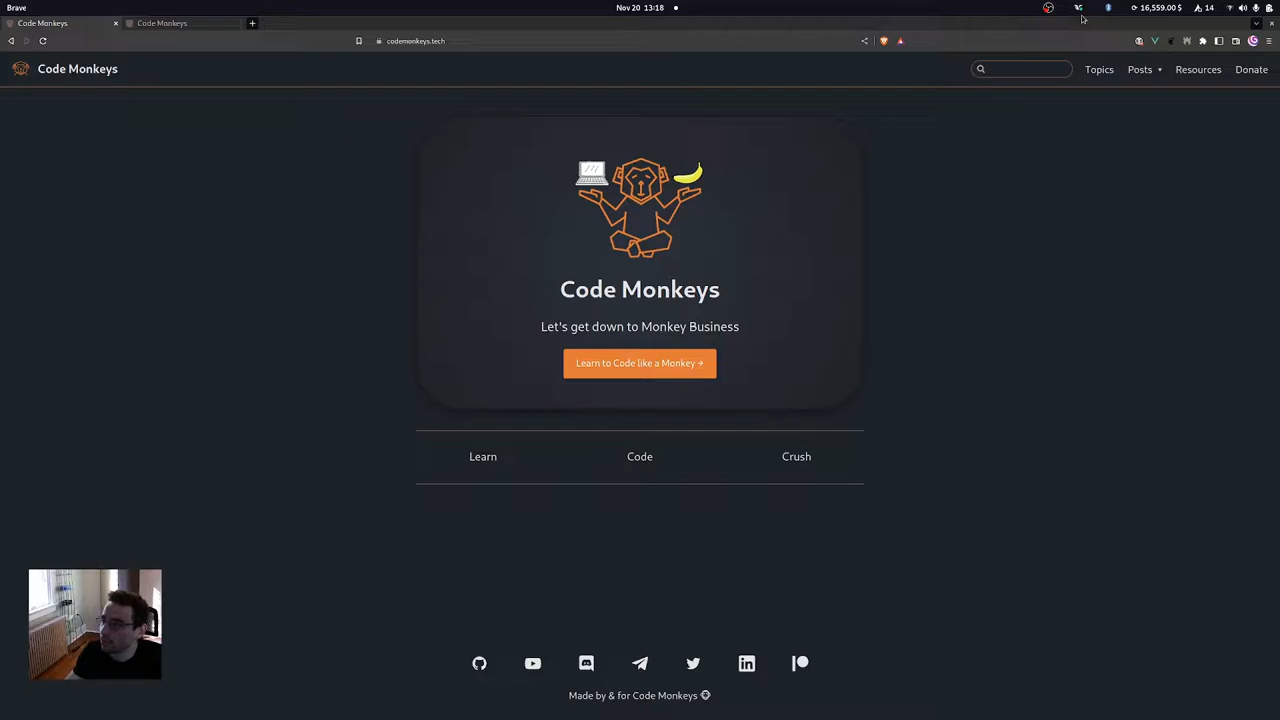 Brave
Nov 20 13:18
16,559.00 $
14
Code Monkeys
Code Monkeys
codemonkeys.tech
Code Monkeys
Topics
Posts
Resources
Donate
Code Monkeys
Let's get down to Monkey Business
Learn to Code like a Monkey →
Learn
Code
Crush
Made by & for Code Monkeys